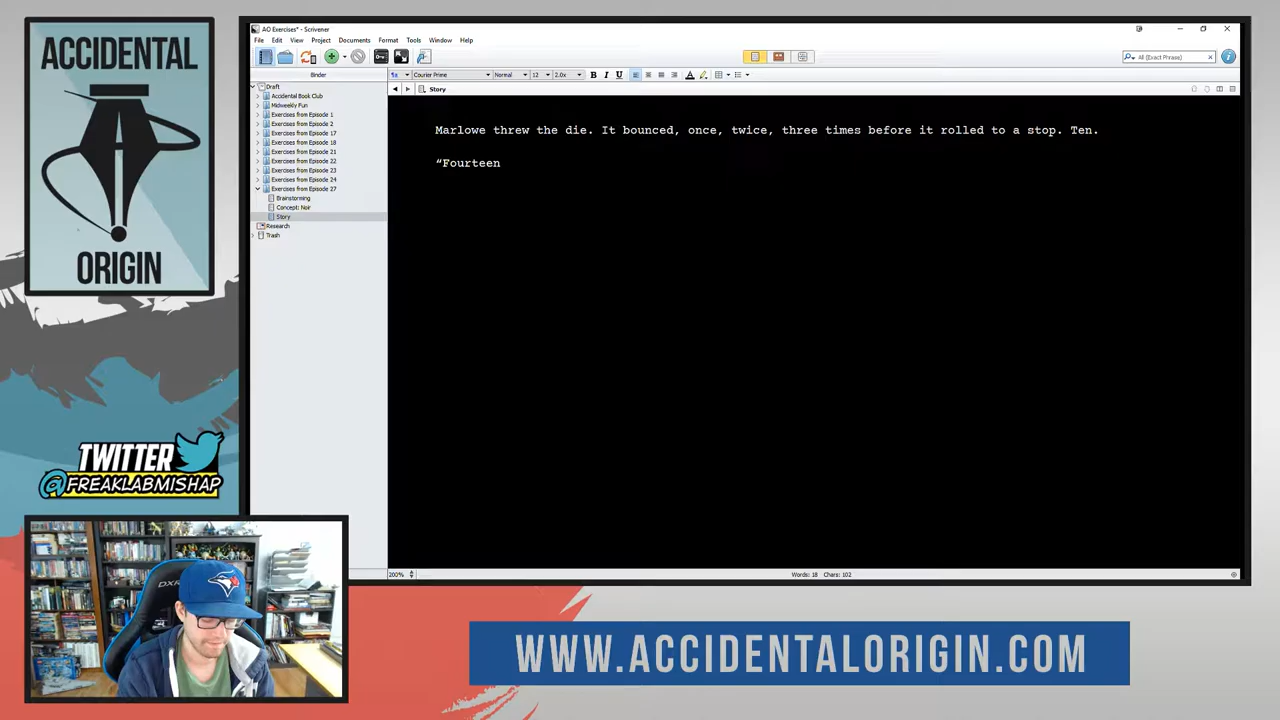 ACCIDENTAL
ORIGIN
AO Exercises* - Scrivener
File Edit View Project Documents Format Tools Window Help
All (Exact Phrase)
Binder
Courier Prime Normal 12 2.0x B I U
Draft
Accidental Book Club
Midweekly Fun
Exercises from Episode 1
Exercises from Episode 2
Exercises from Episode 17
Exercises from Episode 18
Exercises from Episode 21
Exercises from Episode 22
Exercises from Episode 23
Exercises from Episode 24
Exercises from Episode 27
Brainstorming
Concept: Noir
Story
Research
Trash
Story
Marlowe threw the die. It bounced, once, twice, three times before it rolled to a stop. Ten.
“Fourteen
200%
Words: 18 Chars: 102
TWITTER
@FREAKLABMISHAP
DXR
WWW.ACCIDENTALORIGIN.COM